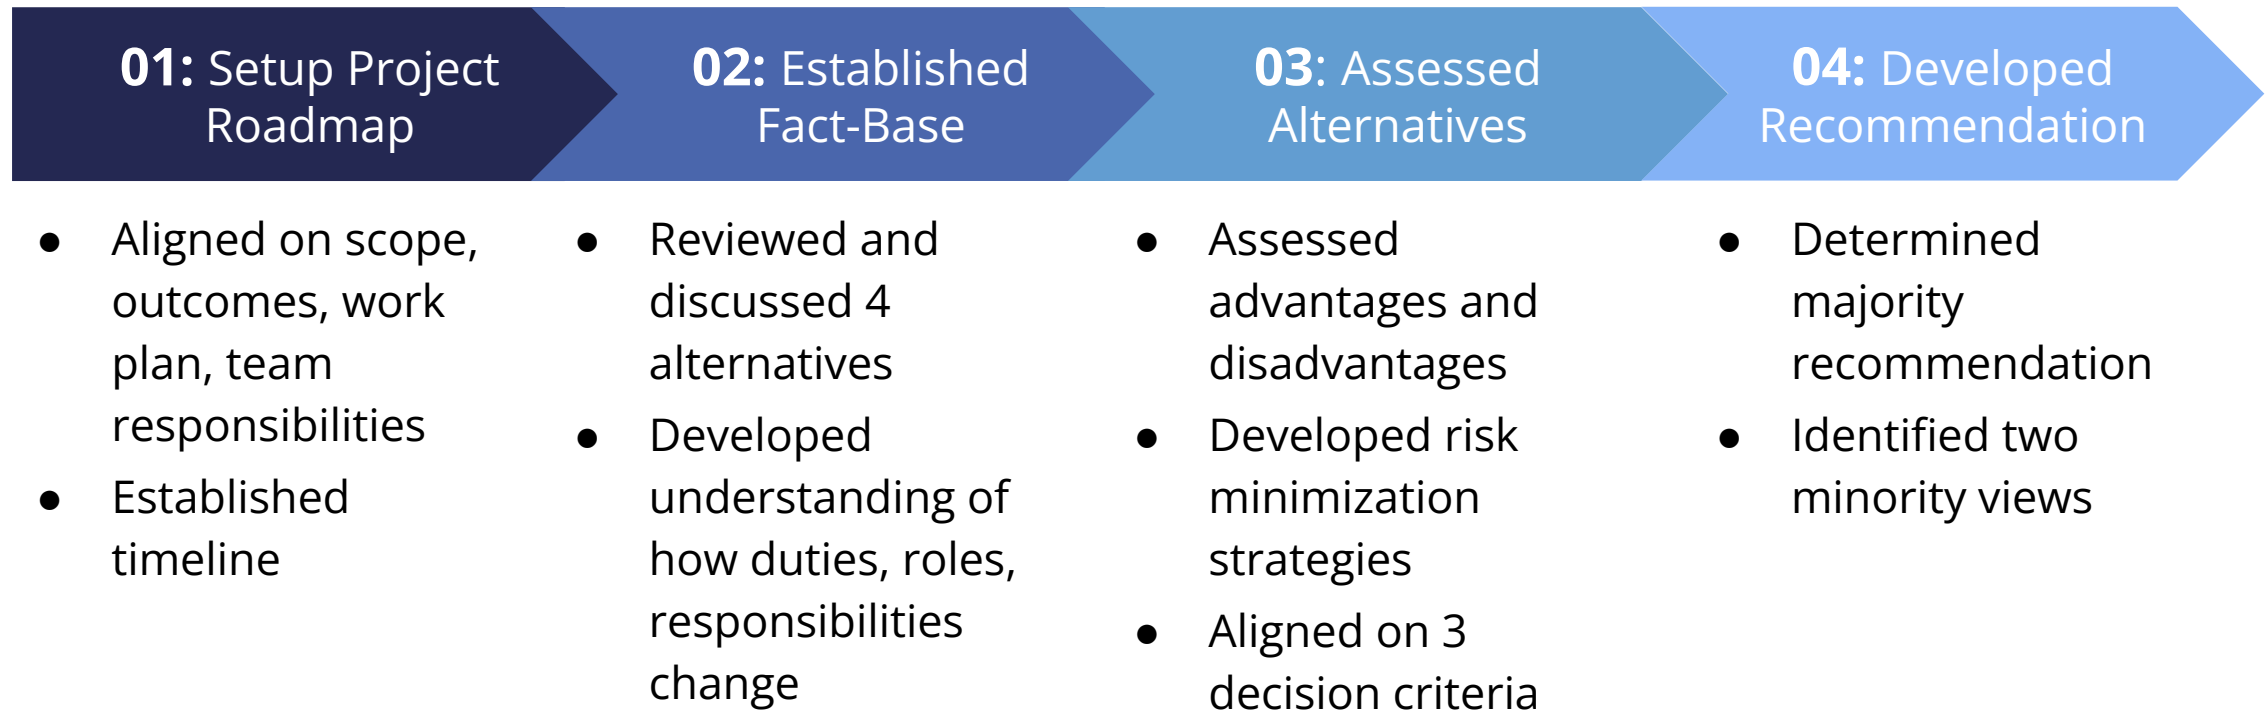 01: Setup Project
Roadmap
● Aligned on scope,
outcomes, work
plan, team
responsibilities
● Established
timeline
02: Established
Fact-Base
● Reviewed and
discussed 4
alternatives
● Developed
understanding of
how duties, roles,
responsibilities
change
03: Assessed
Alternatives
● Assessed
advantages and
disadvantages
● Developed risk
minimization
strategies
● Aligned on 3
decision criteria
04: Developed
Recommendation
● Determined
majority
recommendation
● Identified two
minority views